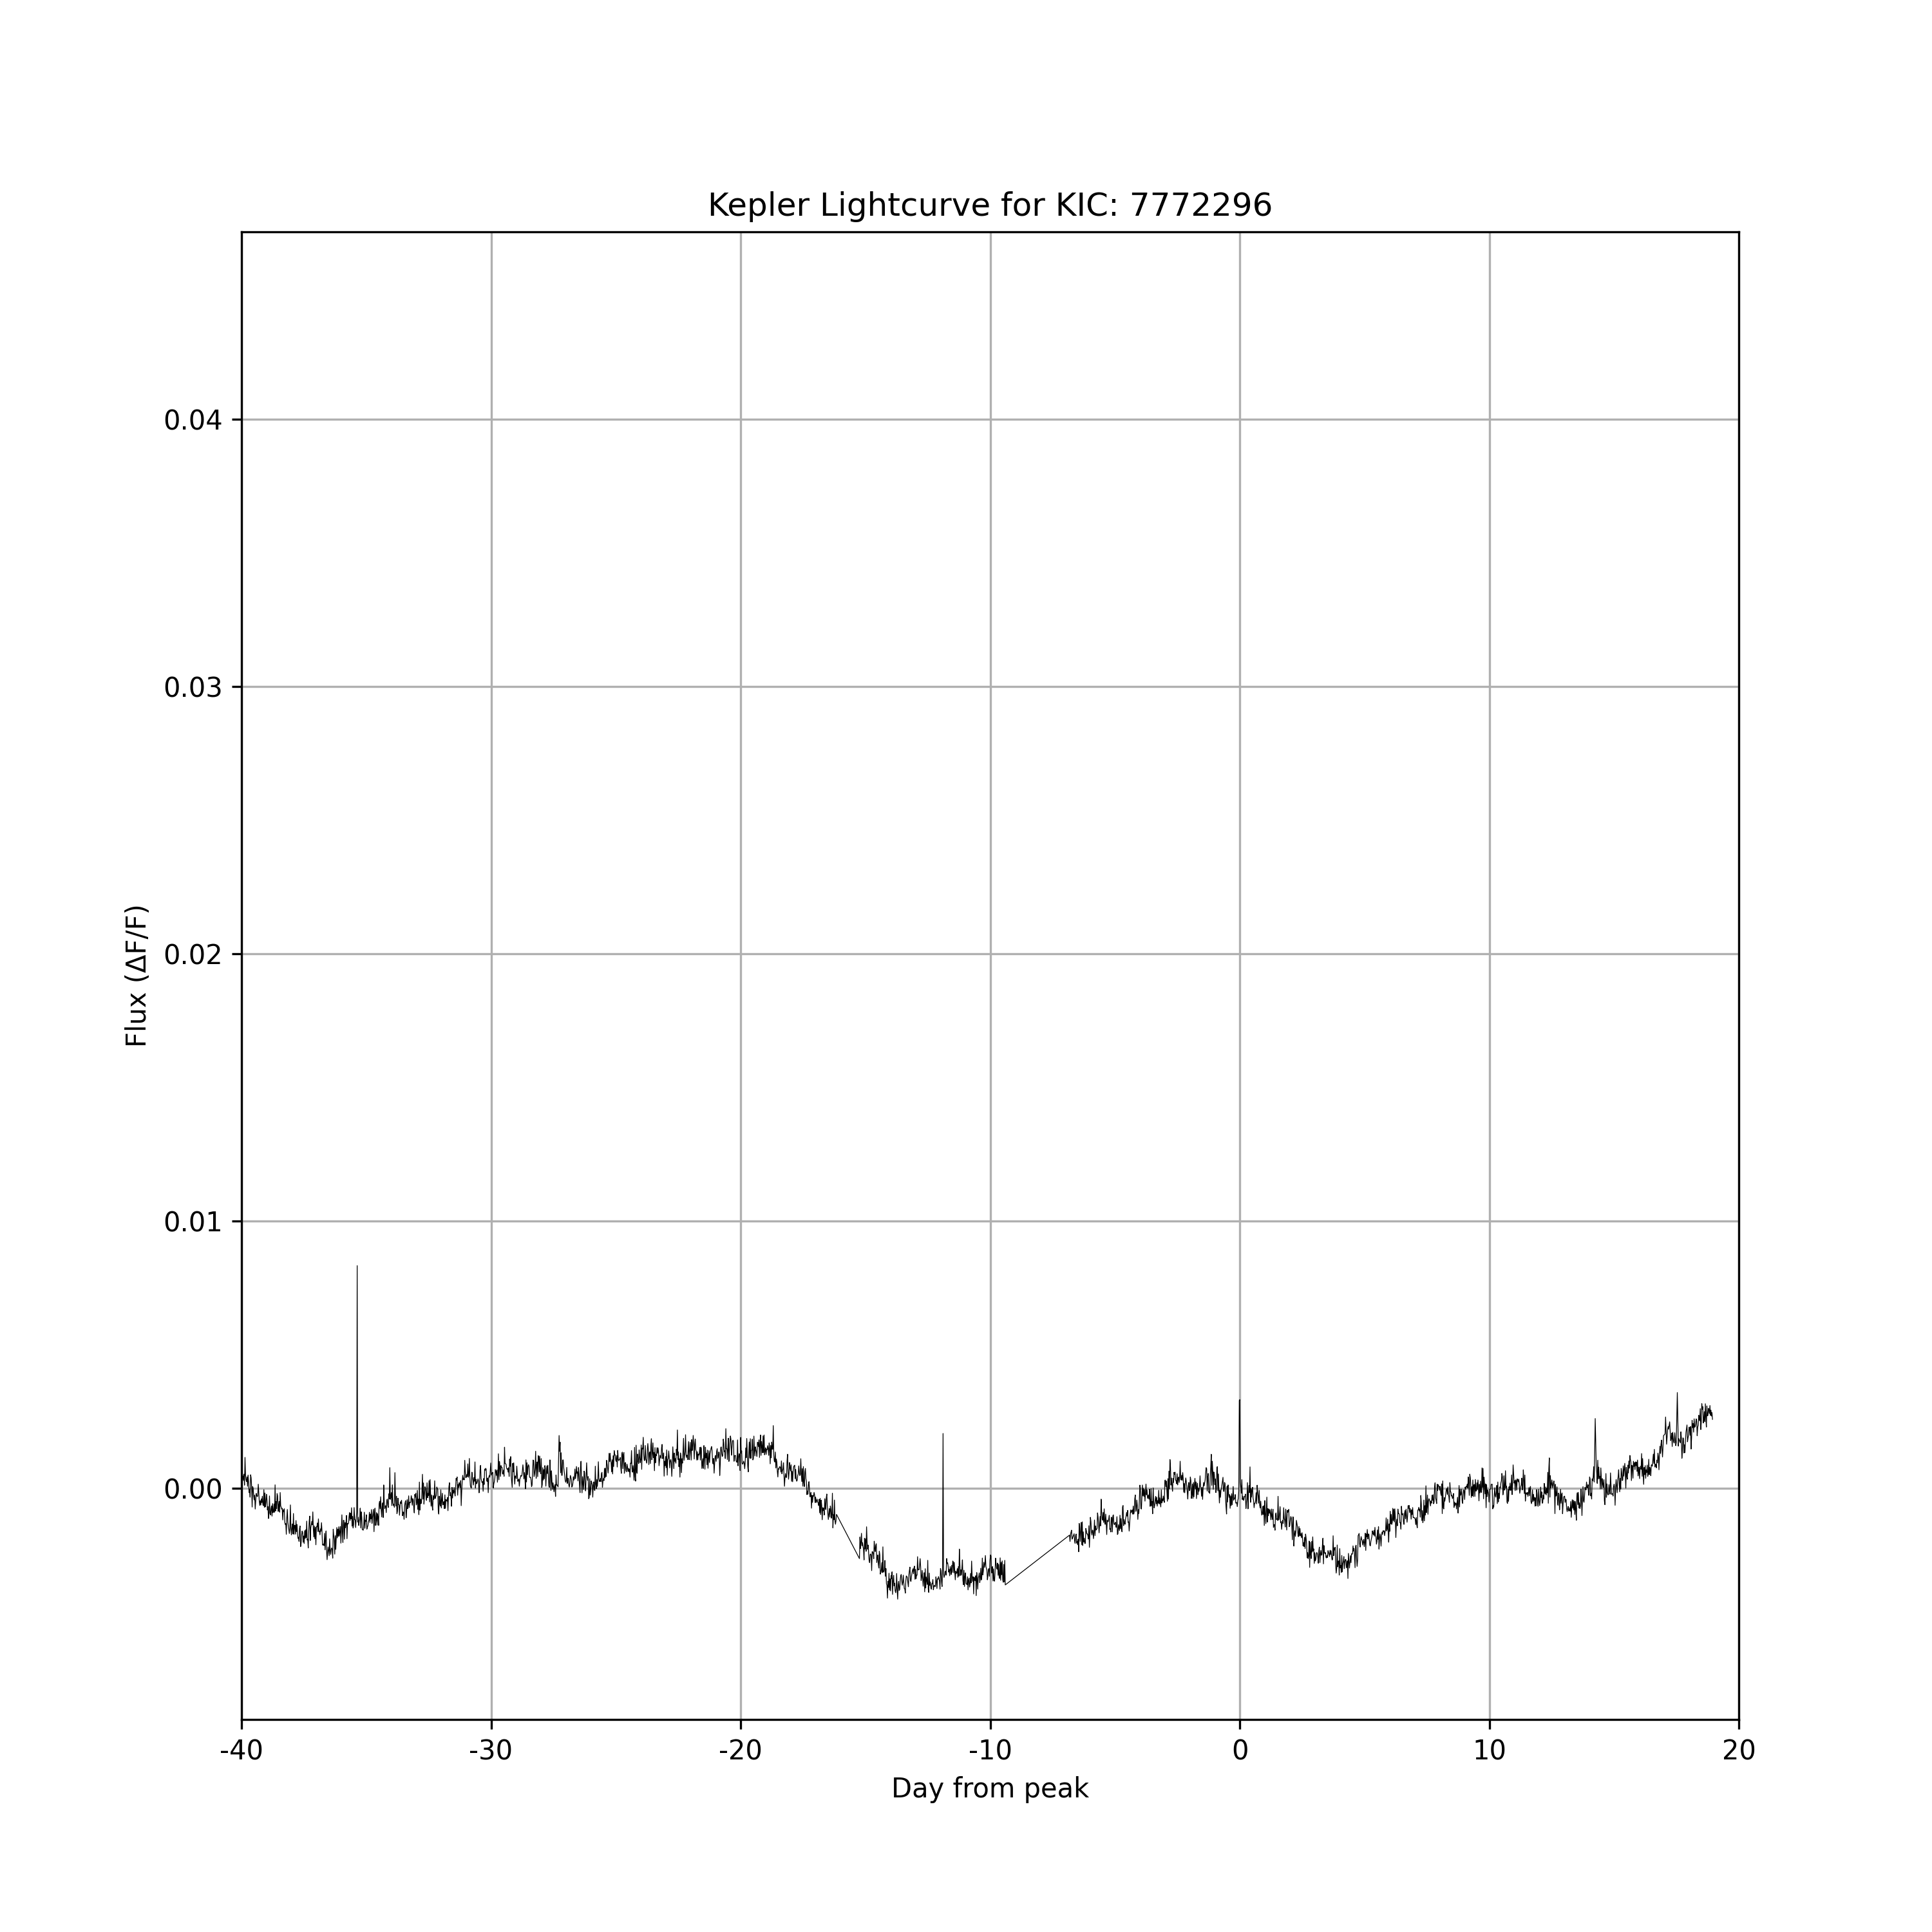 Kepler Lightcurve for KIC: 7772296
0.04
0.03
0.02
0.01
0.00
Flux (ΔF/F)
-40 -30 -20 -10 0 10 20
Day from peak